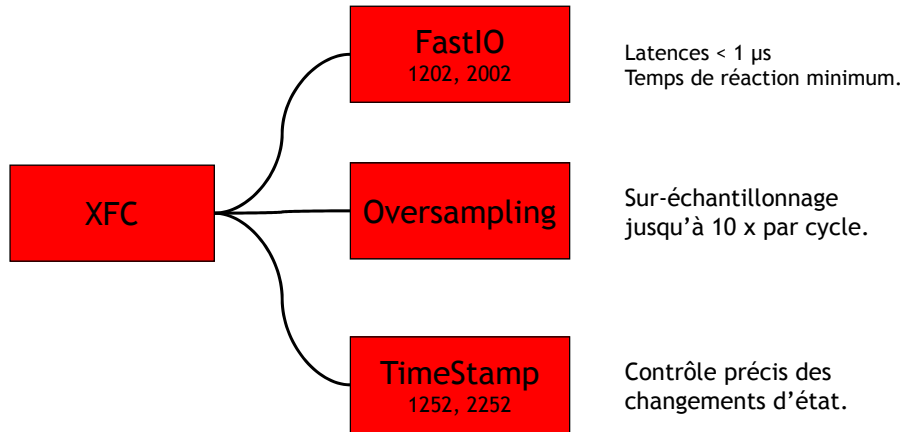 FastIO
1202, 2002
Latences < 1 µs
Temps de réaction minimum.
XFC
Oversampling
Sur-échantillonnage
jusqu’à 10 x par cycle.
TimeStamp
1252, 2252
Contrôle précis des
changements d’état.